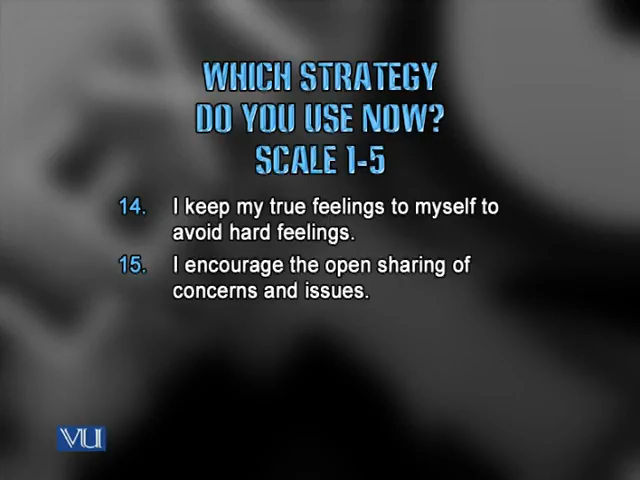 WHICH STRATEGY
DO YOU USE NOW?
SCALE 1-5
14. I keep my true feelings to myself to
avoid hard feelings.
15. I encourage the open sharing of
concerns and issues.
VU